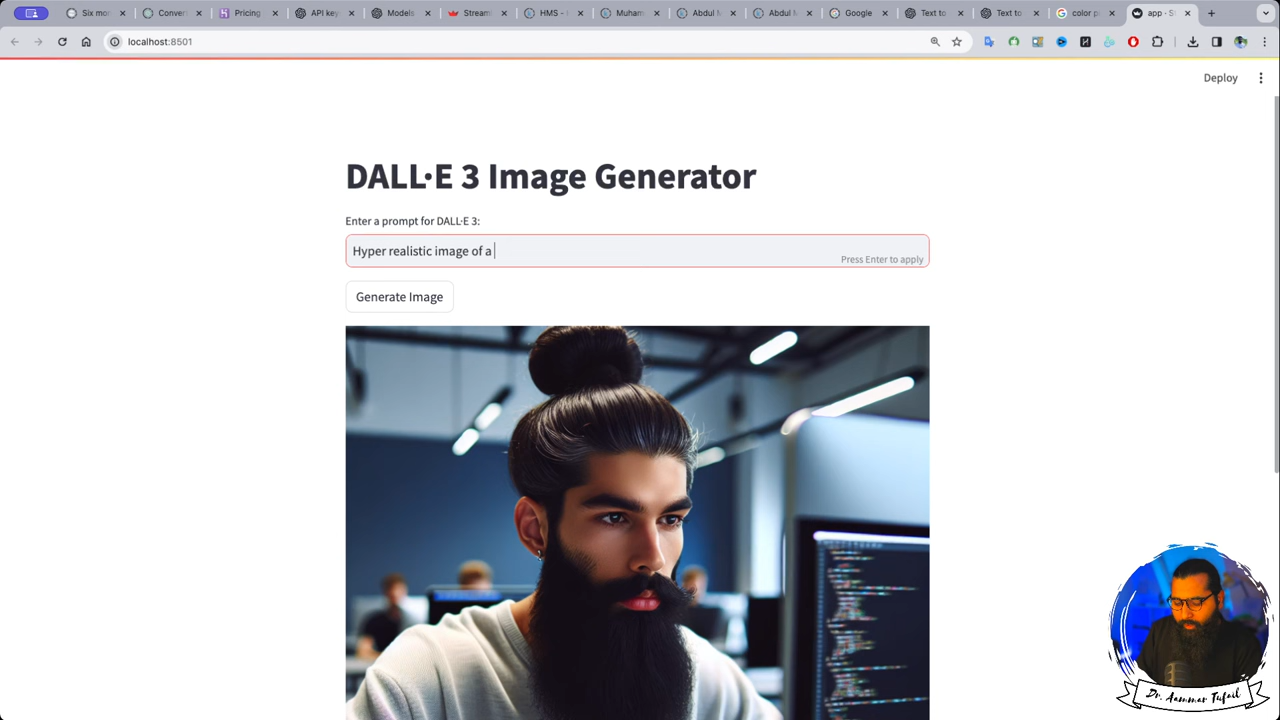 Six mor
Conver
Pricing
API key
Models
Stream
HMS -
Muham
Abdul M
Abdul M
Google
Text to
Text to
color p
app · S
localhost:8501
Deploy
DALL·E 3 Image Generator
Enter a prompt for DALL·E 3:
Hyper realistic image of a
Press Enter to apply
Generate Image
Dr. Aammar Tufail